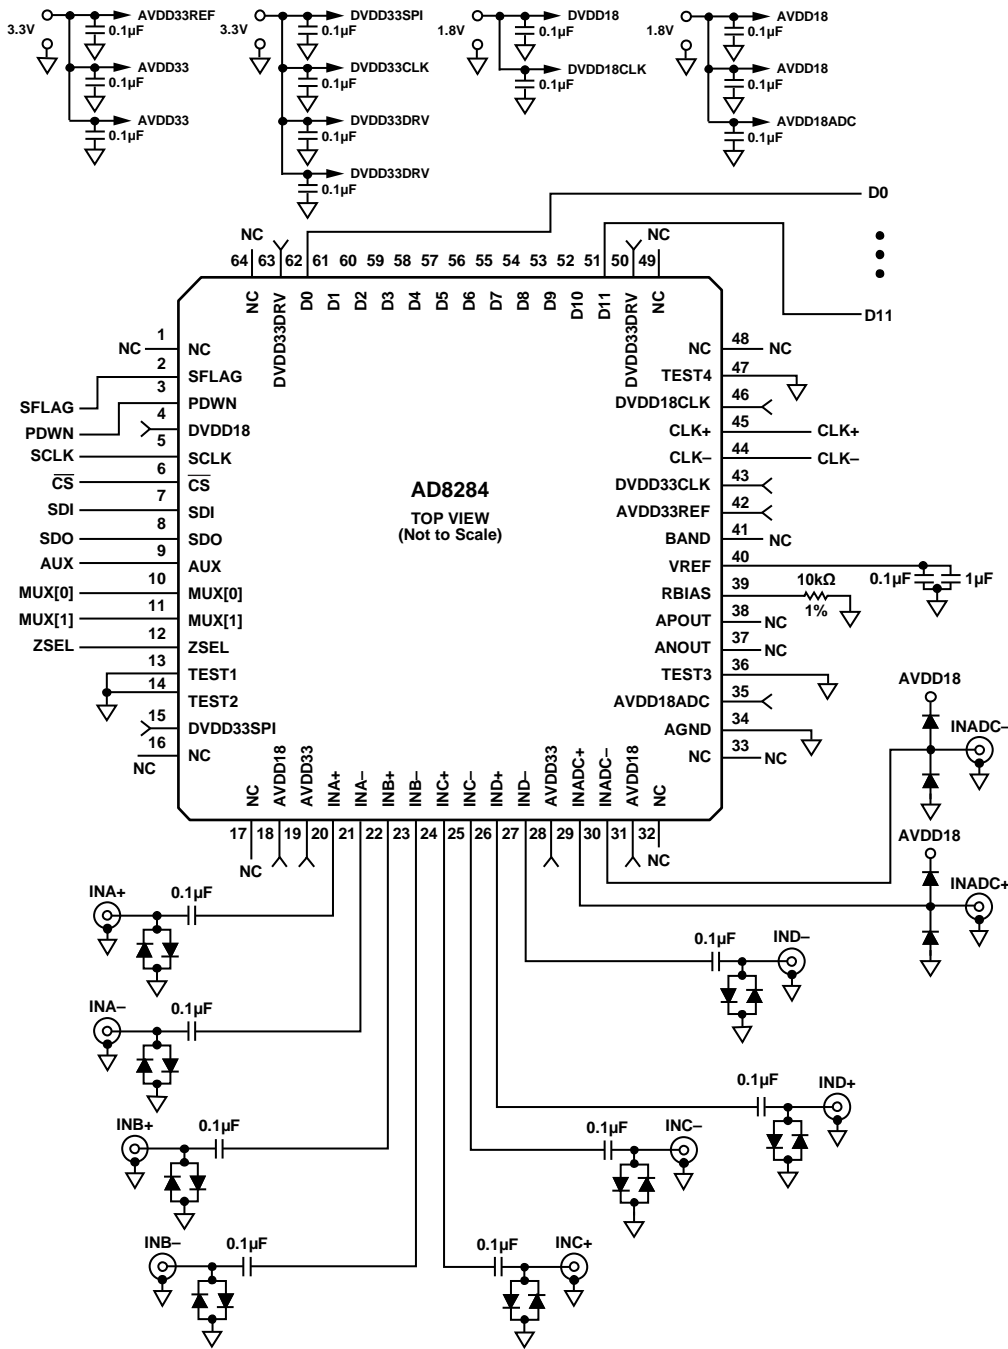 3.3V
AVDD33REF
0.1µF
AVDD33
0.1µF
AVDD33
0.1µF
3.3V
DVDD33SPI
0.1µF
DVDD33CLK
0.1µF
DVDD33DRV
0.1µF
DVDD33DRV
0.1µF
1.8V
DVDD18
0.1µF
DVDD18CLK
0.1µF
1.8V
AVDD18
0.1µF
AVDD18
0.1µF
AVDD18ADC
0.1µF
D0
D11
NC NC
64 63 62 61 60 59 58 57 56 55 54 53 52 51 50 49
NC DVDD33DRV D0 D1 D2 D3 D4 D5 D6 D7 D8 D9 D10 D11 DVDD33DRV NC
NC 1 NC
SFLAG 2 SFLAG
PDWN 3 PDWN
4 DVDD18
SCLK 5 SCLK
CS 6 CS
SDI 7 SDI
SDO 8 SDO
AUX 9 AUX
MUX[0] 10 MUX[0]
MUX[1] 11 MUX[1]
ZSEL 12 ZSEL
13 TEST1
14 TEST2
15 DVDD33SPI
NC 16 NC
AD8284
TOP VIEW
(Not to Scale)
NC 48 NC
TEST4 47
DVDD18CLK 46
CLK+ 45 CLK+
CLK– 44 CLK–
DVDD33CLK 43
AVDD33REF 42
BAND 41 NC
VREF 40 0.1µF 1µF
RBIAS 39 10kΩ
1%
APOUT 38 NC
ANOUT 37 NC
TEST3 36
AVDD18ADC 35
AGND 34
NC 33 NC
NC AVDD18 AVDD33 INA+ INA– INB+ INB– INC+ INC– IND+ IND– AVDD33 INADC+ INADC– AVDD18 NC
17 18 19 20 21 22 23 24 25 26 27 28 29 30 31 32
NC NC
AVDD18
INADC–
AVDD18
INADC+
INA+
0.1µF
INA–
0.1µF
INB+
0.1µF
INB–
0.1µF
0.1µF
IND–
0.1µF
IND+
0.1µF
INC–
0.1µF
INC+